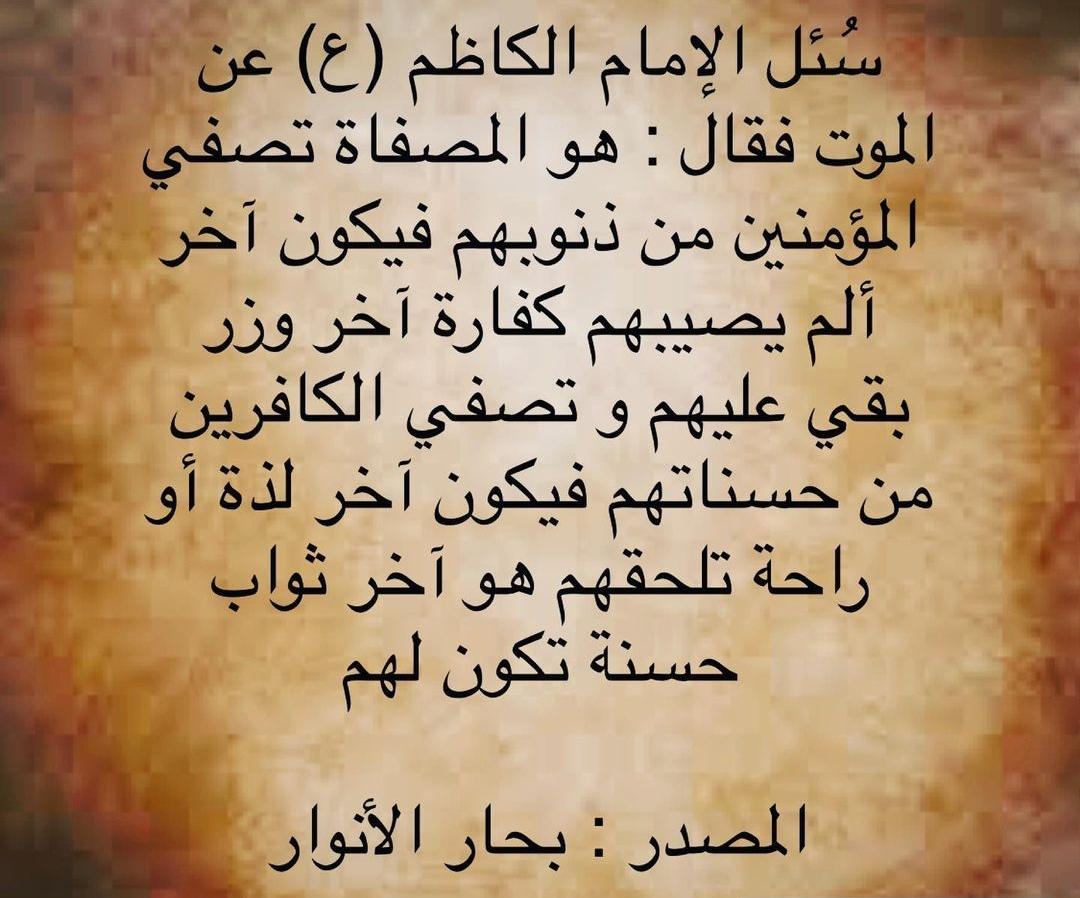 سُئل الإمام الكاظم (ع) عن
الموت فقال : هو المصفاة تصفي
المؤمنين من ذنوبهم فيكون آخر
ألم يصيبهم كفارة آخر وزر
بقي عليهم و تصفي الكافرين
من حسناتهم فيكون آخر لذة أو
راحة تلحقهم هو آخر ثواب
حسنة تكون لهم
المصدر : بحار الأنوار